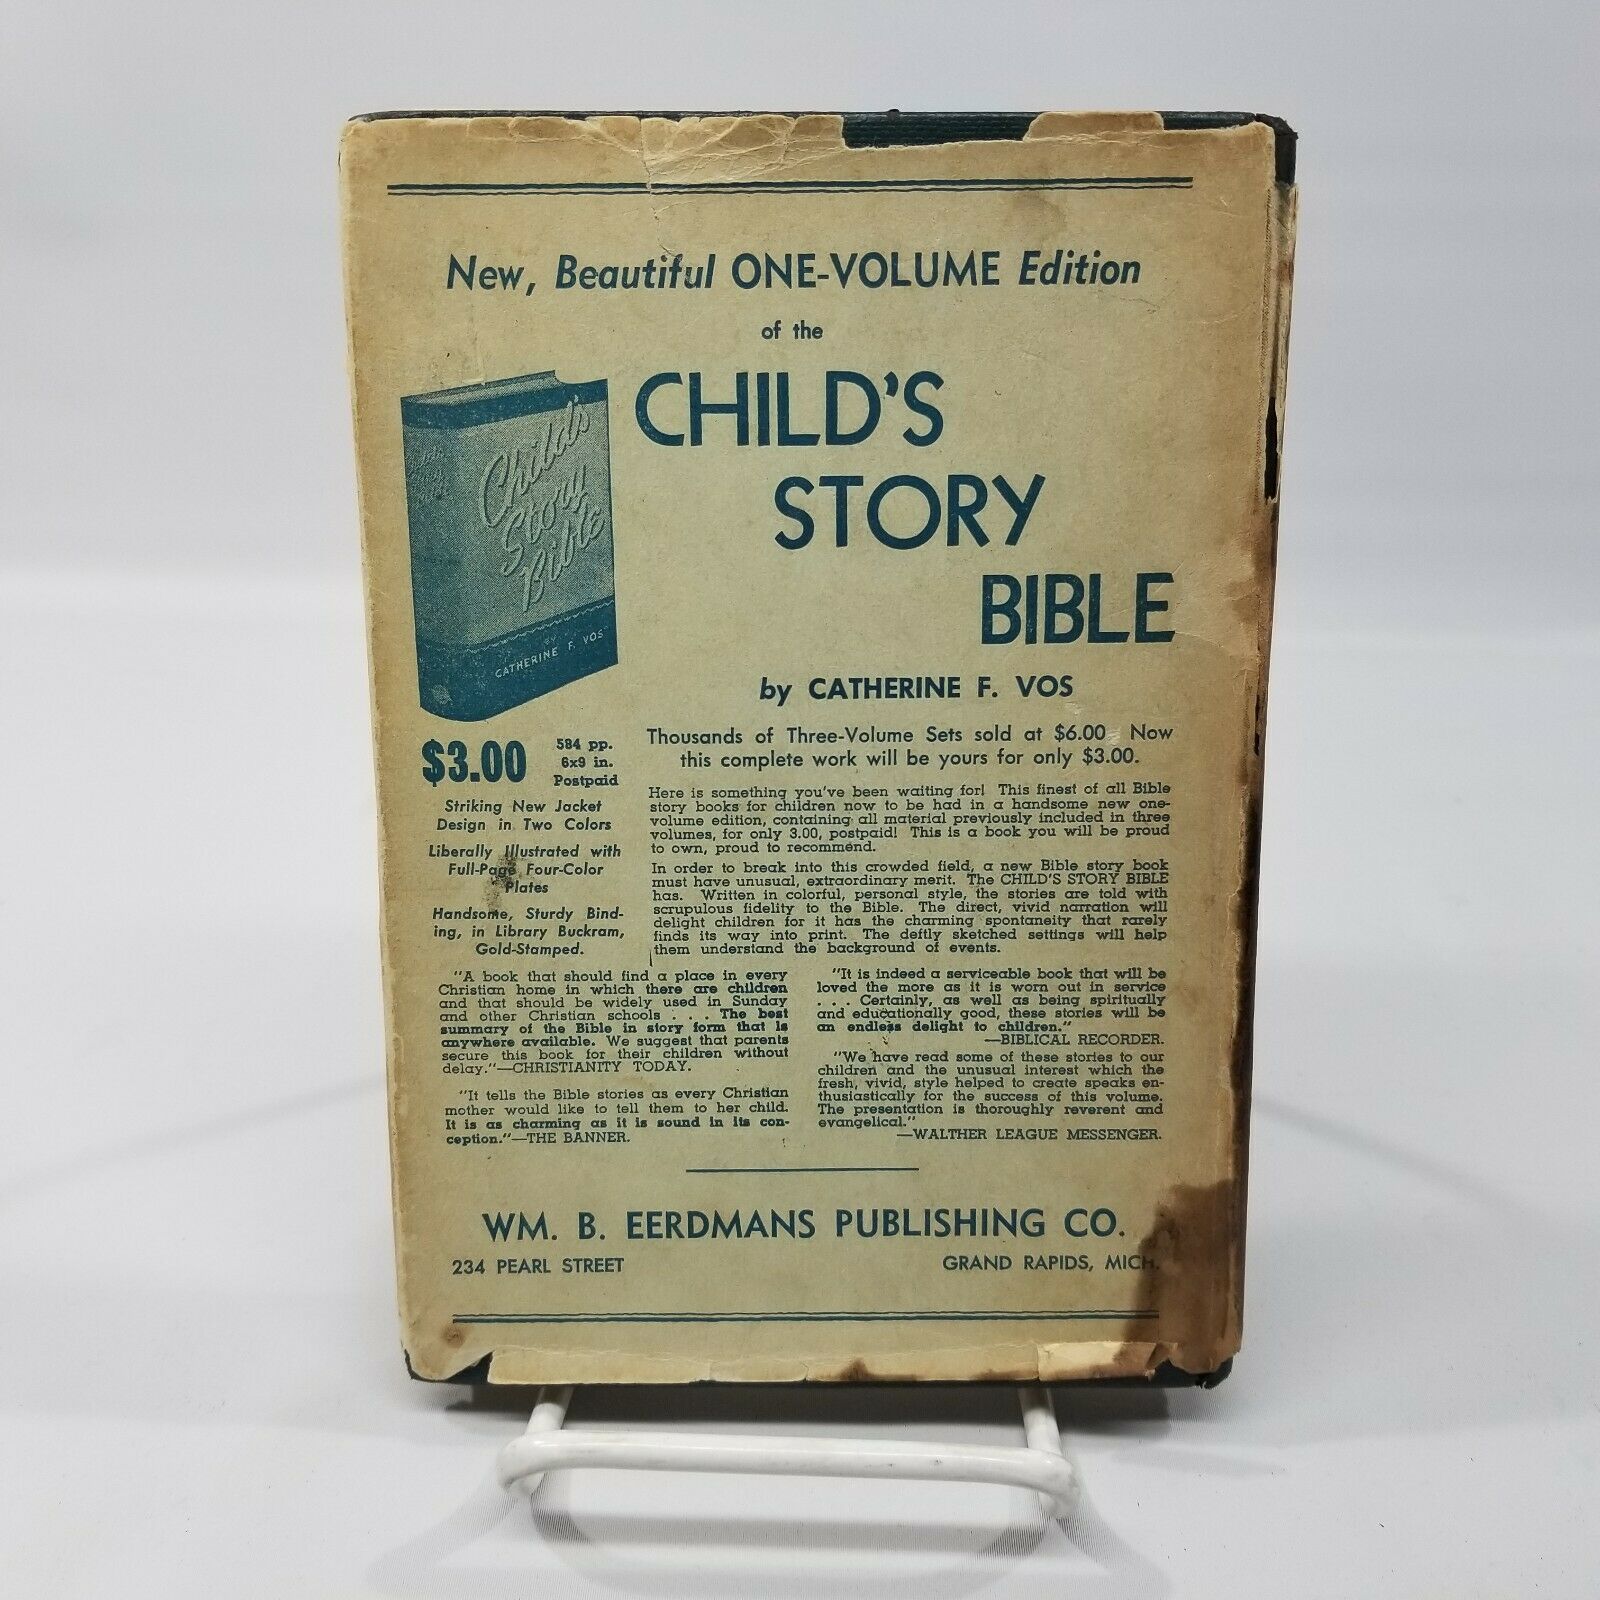 New, Beautiful ONE-VOLUME Edition
of the
CHILD'S
STORY
BIBLE
by CATHERINE F. VOS
Child's
Story
Bible
BY
CATHERINE F. VOS
$3.00
584 pp.
6x9 in.
Postpaid
Striking New Jacket
Design in Two Colors
Liberally Illustrated with
Full-Page Four-Color
Plates
Handsome, Sturdy Bind-
ing, in Library Buckram,
Gold-Stamped.
Thousands of Three-Volume Sets sold at $6.00 Now
this complete work will be yours for only $3.00.
Here is something you've been waiting for! This finest of all Bible
story books for children now to be had in a handsome new one-
volume edition, containing all material previously included in three
volumes, for only 3.00, postpaid! This is a book you will be proud
to own, proud to recommend.
In order to break into this crowded field, a new Bible story book
must have unusual, extraordinary merit. The CHILD'S STORY BIBLE
has. Written in colorful, personal style, the stories are told with
scrupulous fidelity to the Bible. The direct, vivid narration will
delight children for it has the charming spontaneity that rarely
finds its way into print. The deftly sketched settings will help
them understand the background of events.
"A book that should find a place in every
Christian home in which there are children
and that should be widely used in Sunday
and other Christian schools . . . The best
summary of the Bible in story form that is
anywhere available. We suggest that parents
secure this book for their children without
delay."—CHRISTIANITY TODAY.
"It tells the Bible stories as every Christian
mother would like to tell them to her child.
It is as charming as it is sound in its con-
ception."—THE BANNER.
"It is indeed a serviceable book that will be
loved the more as it is worn out in service
. . . Certainly, as well as being spiritually
and educationally good, these stories will be
an endless delight to children."
—BIBLICAL RECORDER.
"We have read some of these stories to our
children and the unusual interest which the
fresh, vivid, style helped to create speaks en-
thusiastically for the success of this volume.
The presentation is thoroughly reverent and
evangelical."
—WALTHER LEAGUE MESSENGER.
WM. B. EERDMANS PUBLISHING CO.
234 PEARL STREET
GRAND RAPIDS, MICH.